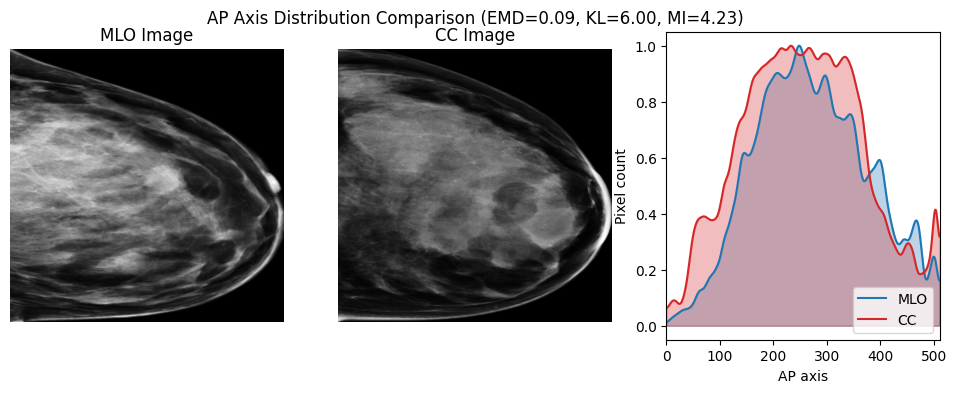 AP Axis Distribution Comparison (EMD=0.09, KL=6.00, MI=4.23)
MLO Image
CC Image
1.0
0.8
0.6
0.4
0.2
0.0
Pixel count
MLO
CC
0 100 200 300 400 500
AP axis